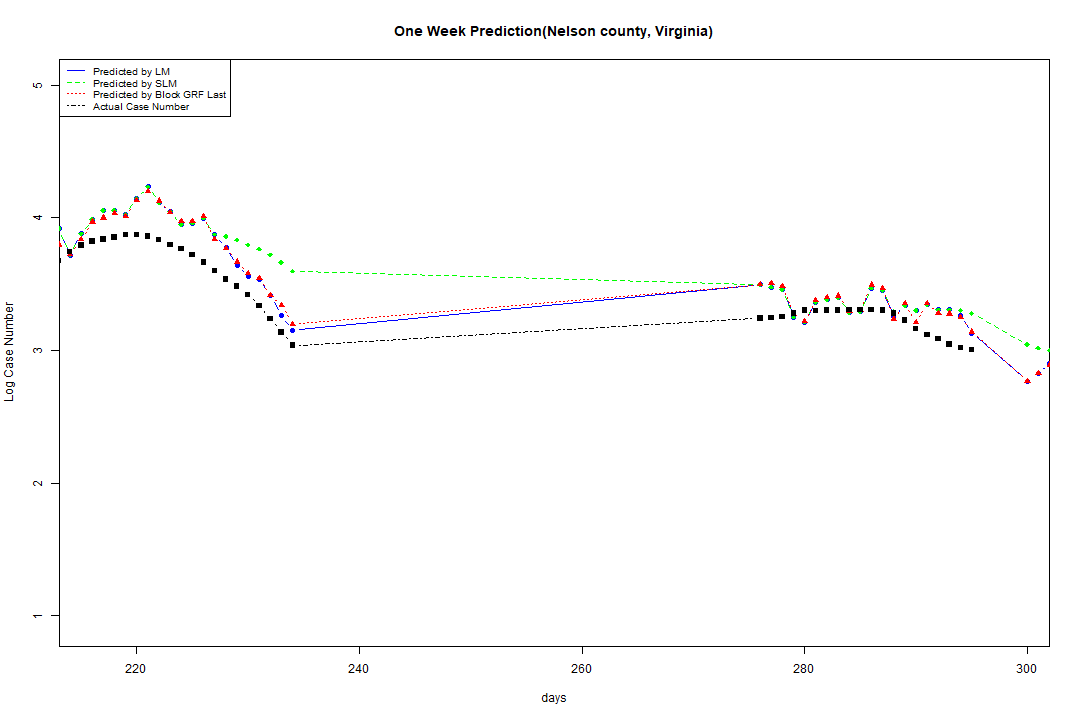 One Week Prediction(Nelson county, Virginia)
Predicted by LM
Predicted by SLM
Predicted by Block GRF Last
Actual Case Number
5
4
3
2
1
Log Case Number
220 240 260 280 300
days